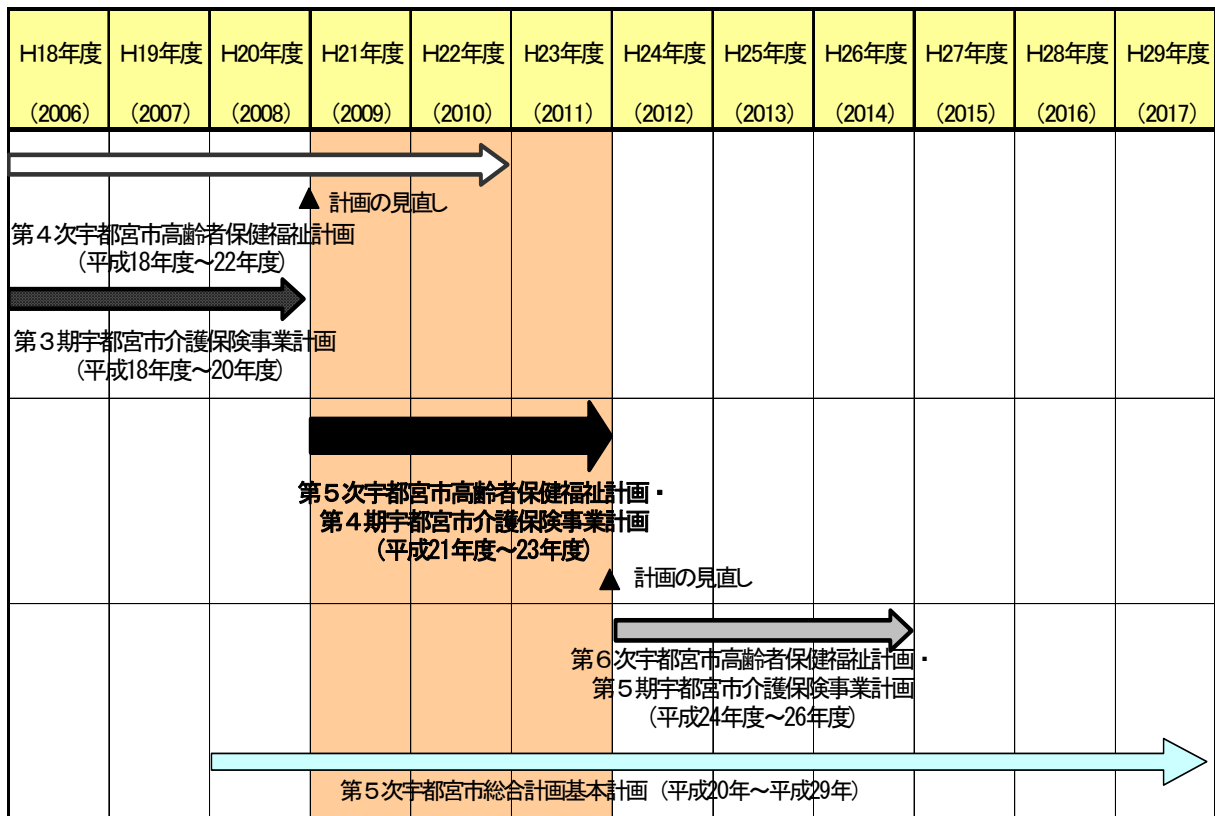 H18年度 H19年度 H20年度 H21年度 H22年度 H23年度 H24年度 H25年度 H26年度 H27年度 H28年度 H29年度
(2006) (2007) (2008) (2009) (2010) (2011) (2012) (2013) (2014) (2015) (2016) (2017)
▲ 計画の見直し
第4次宇都宮市高齢者保健福祉計画
(平成18年度~22年度)
第3期宇都宮市介護保険事業計画
(平成18年度~20年度)
第5次宇都宮市高齢者保健福祉計画・
第4期宇都宮市介護保険事業計画
(平成21年度~23年度)
▲ 計画の見直し
第6次宇都宮市高齢者保健福祉計画・
第5期宇都宮市介護保険事業計画
(平成24年度~26年度)
第5次宇都宮市総合計画基本計画(平成20年~平成29年)